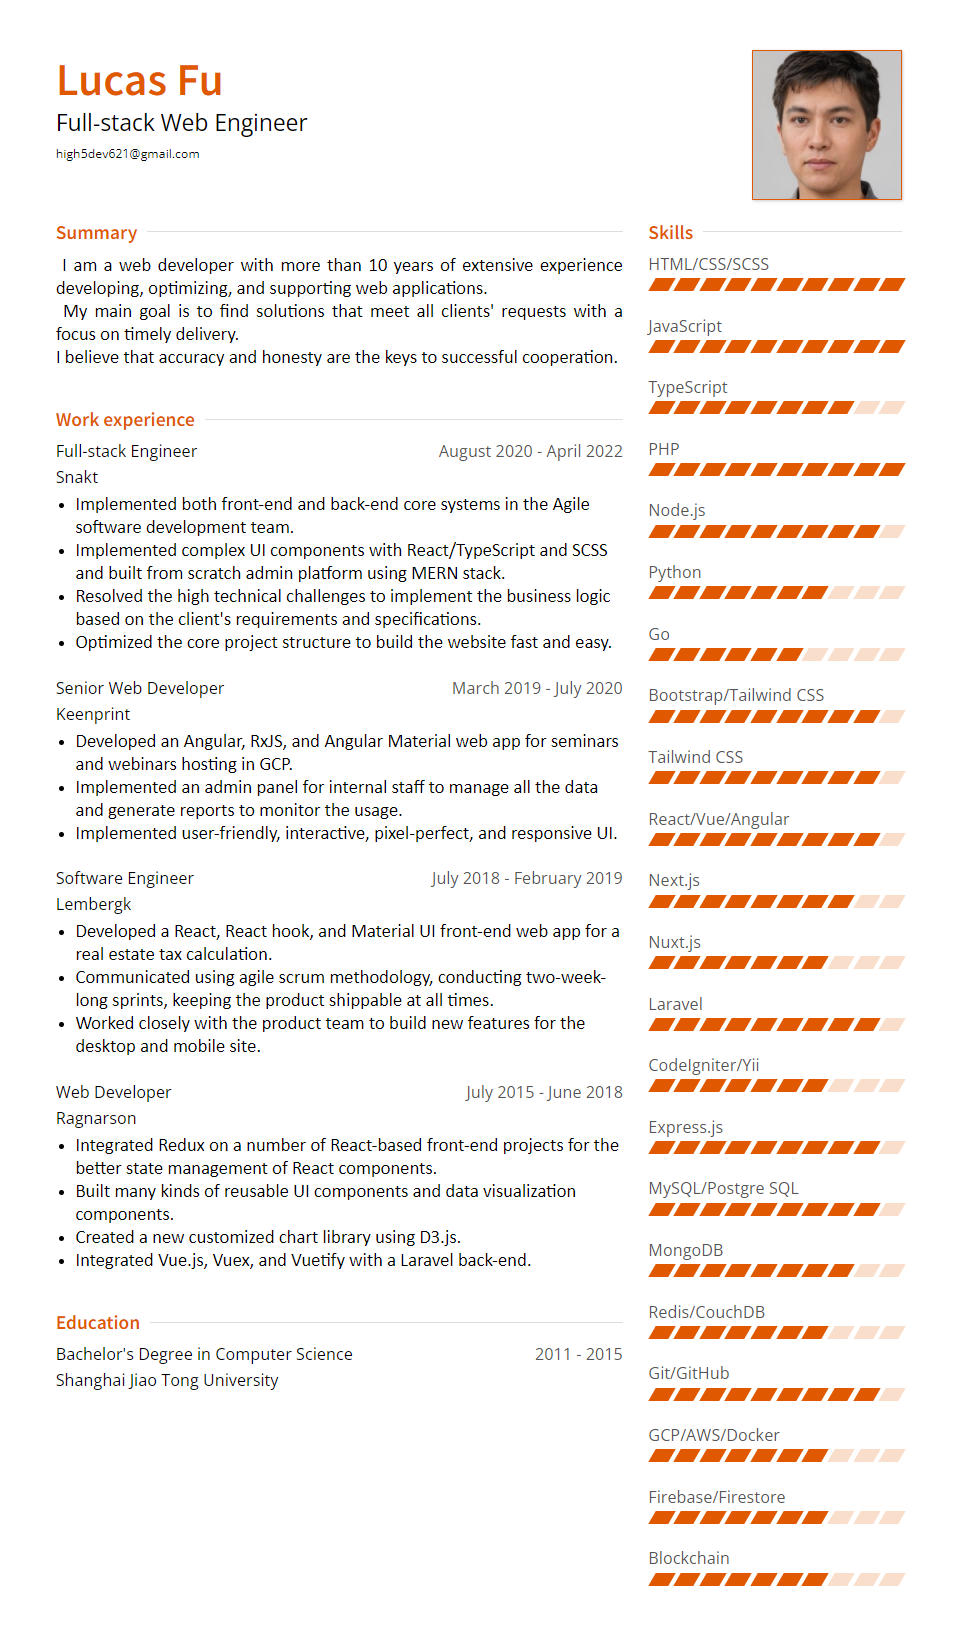 Lucas Fu
Full-stack Web Engineer
high5dev621@gmail.com
Summary
I am a web developer with more than 10 years of extensive experience
developing, optimizing, and supporting web applications.
My main goal is to find solutions that meet all clients' requests with a
focus on timely delivery.
I believe that accuracy and honesty are the keys to successful cooperation.
Work experience
Full-stack Engineer August 2020 - April 2022
Snakt
• Implemented both front-end and back-end core systems in the Agile
software development team.
• Implemented complex UI components with React/TypeScript and SCSS
and built from scratch admin platform using MERN stack.
• Resolved the high technical challenges to implement the business logic
based on the client's requirements and specifications.
• Optimized the core project structure to build the website fast and easy.
Senior Web Developer March 2019 - July 2020
Keenprint
• Developed an Angular, RxJS, and Angular Material web app for seminars
and webinars hosting in GCP.
• Implemented an admin panel for internal staff to manage all the data
and generate reports to monitor the usage.
• Implemented user-friendly, interactive, pixel-perfect, and responsive UI.
Software Engineer July 2018 - February 2019
Lembergk
• Developed a React, React hook, and Material UI front-end web app for a
real estate tax calculation.
• Communicated using agile scrum methodology, conducting two-week-
long sprints, keeping the product shippable at all times.
• Worked closely with the product team to build new features for the
desktop and mobile site.
Web Developer July 2015 - June 2018
Ragnarson
• Integrated Redux on a number of React-based front-end projects for the
better state management of React components.
• Built many kinds of reusable UI components and data visualization
components.
• Created a new customized chart library using D3.js.
• Integrated Vue.js, Vuex, and Vuetify with a Laravel back-end.
Education
Bachelor's Degree in Computer Science 2011 - 2015
Shanghai Jiao Tong University
Skills
HTML/CSS/SCSS
JavaScript
TypeScript
PHP
Node.js
Python
Go
Bootstrap/Tailwind CSS
Tailwind CSS
React/Vue/Angular
Next.js
Nuxt.js
Laravel
CodeIgniter/Yii
Express.js
MySQL/Postgre SQL
MongoDB
Redis/CouchDB
Git/GitHub
GCP/AWS/Docker
Firebase/Firestore
Blockchain